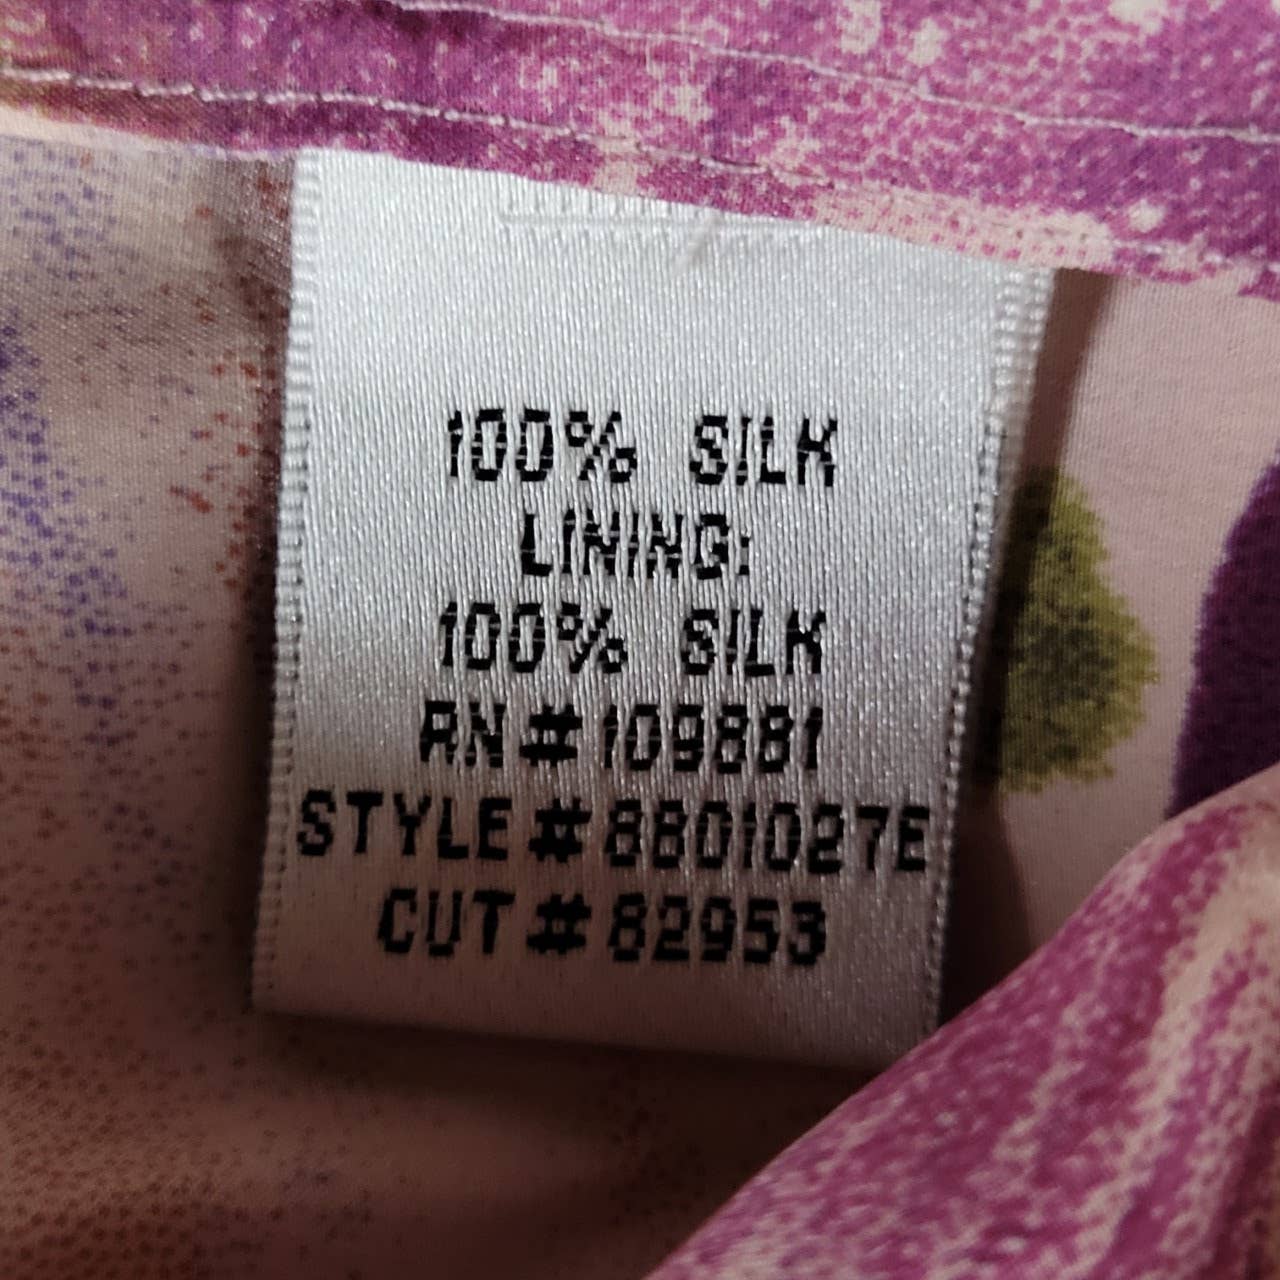 100% SILK
LINING:
100% SILK
RN#109881
STYLE#8801027E
CUT#82953